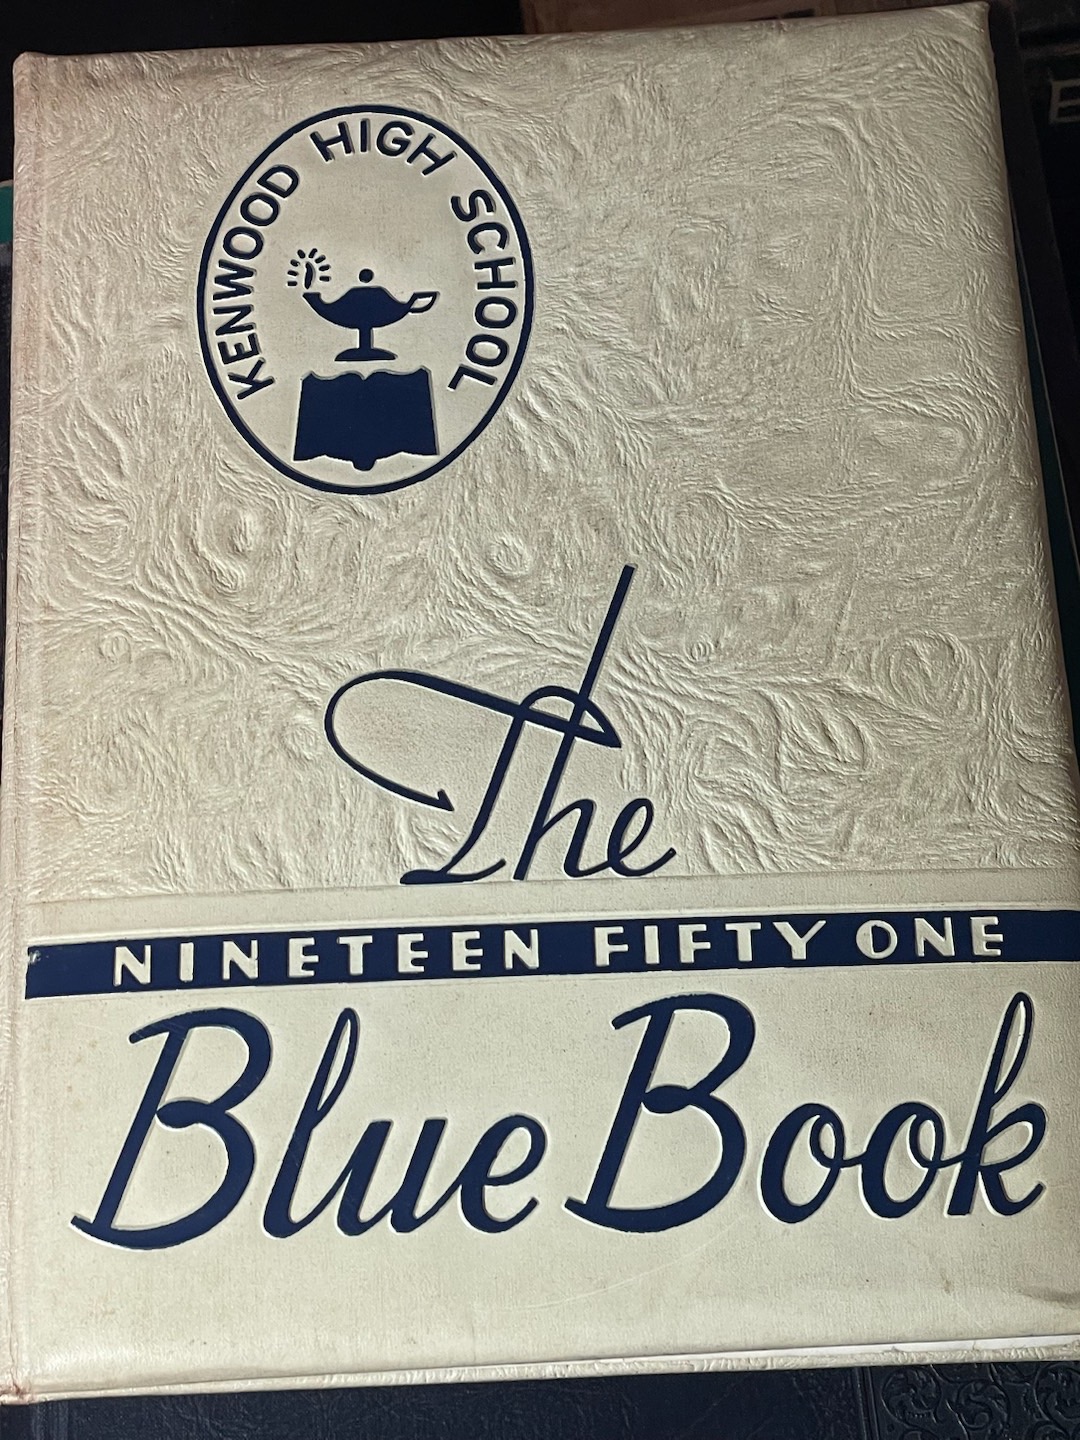 KENWOOD HIGH SCHOOL
The
NINETEEN FIFTY ONE
Blue Book